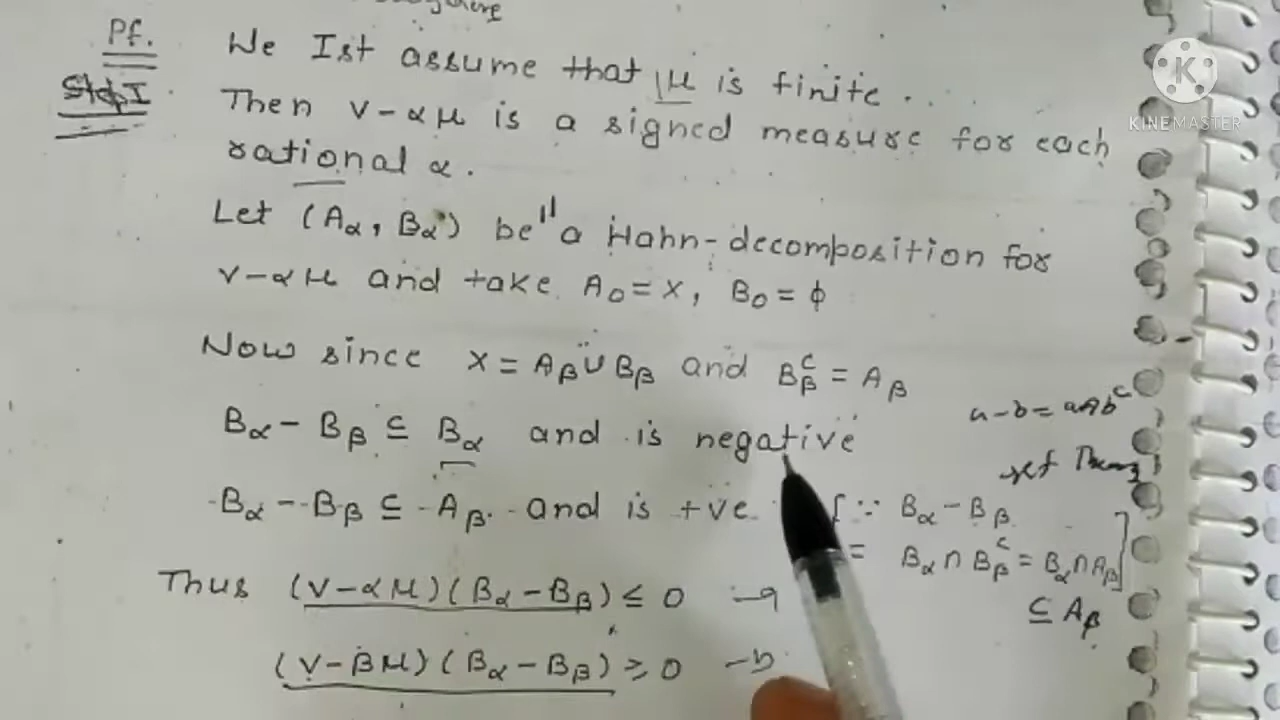 Pf. We Ist assume that |μ is finite.
Step I Then ν-αμ is a signed measure for each
rational α.
Let (Aα, Bα) be a Hahn-decomposition for
ν-αμ and take A₀=X, B₀=ϕ
Now since X = Aβ∪Bβ and Bβᶜ = Aβ
a-b=a∩bᶜ
Bα - Bβ ⊆ Bα and is negative
set
Bα - Bβ ⊆ Aβ and is +ve [∵ Bα - Bβ
= Bα ∩ Bβᶜ = Bα ∩ Aβ]
⊆ Aβ
Thus (ν-αμ)(Bα-Bβ) ≤ 0 -a
(ν-βμ)(Bα-Bβ) ≥ 0 -b
K
KINEMASTER